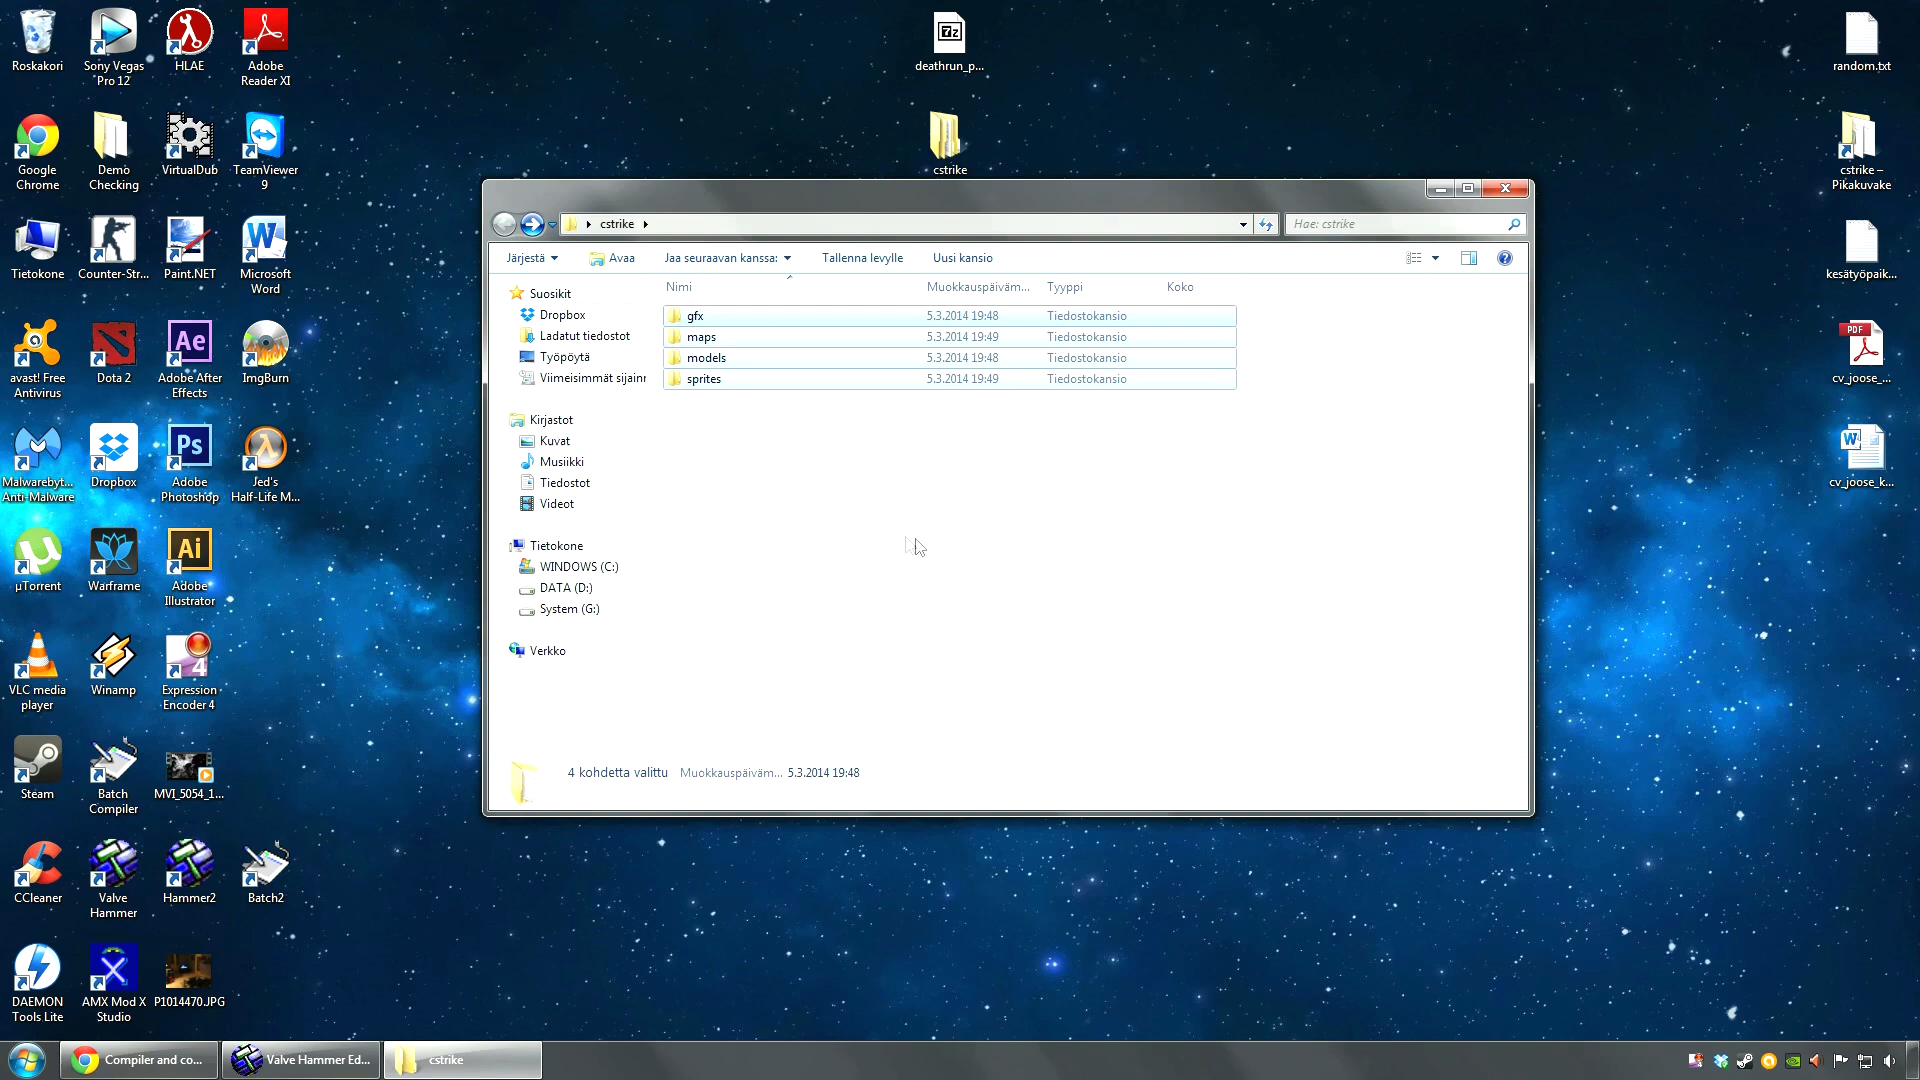 Roskakori
Sony Vegas
Pro 12
HLAE
Adobe
Reader XI
7z
deathrun_p...
random.txt
Google
Chrome
Demo
Checking
VirtualDub
TeamViewer
9
cstrike
cstrike –
Pikakuvake
Tietokone
Counter-Str...
Paint.NET
Microsoft
Word
kesätyöpaik...
avast! Free
Antivirus
Dota 2
Adobe After
Effects
ImgBurn
PDF
cv_joose_...
Malwarebyt...
Anti-Malware
Dropbox
Adobe
Photoshop
Jed's
Half-Life M...
cv_joose_k...
µTorrent
Warframe
Adobe
Illustrator
VLC media
player
Winamp
Expression
Encoder 4
Steam
Batch
Compiler
MVI_5054_1...
CCleaner
Valve
Hammer
Hammer2
Batch2
DAEMON
Tools Lite
AMX Mod X
Studio
P1014470.JPG
cstrike
Hae: cstrike
Järjestä
Avaa
Jaa seuraavan kanssa:
Tallenna levylle
Uusi kansio
Nimi
Muokkauspäiväm...
Tyyppi
Koko
Suosikit
Dropbox
Ladatut tiedostot
Työpöytä
Viimeisimmät sijainn
Kirjastot
Kuvat
Musiikki
Tiedostot
Videot
Tietokone
WINDOWS (C:)
DATA (D:)
System (G:)
Verkko
gfx 5.3.2014 19:48 Tiedostokansio
maps 5.3.2014 19:49 Tiedostokansio
models 5.3.2014 19:48 Tiedostokansio
sprites 5.3.2014 19:49 Tiedostokansio
4 kohdetta valittu Muokkauspäiväm... 5.3.2014 19:48
Compiler and co...
Valve Hammer Ed...
cstrike